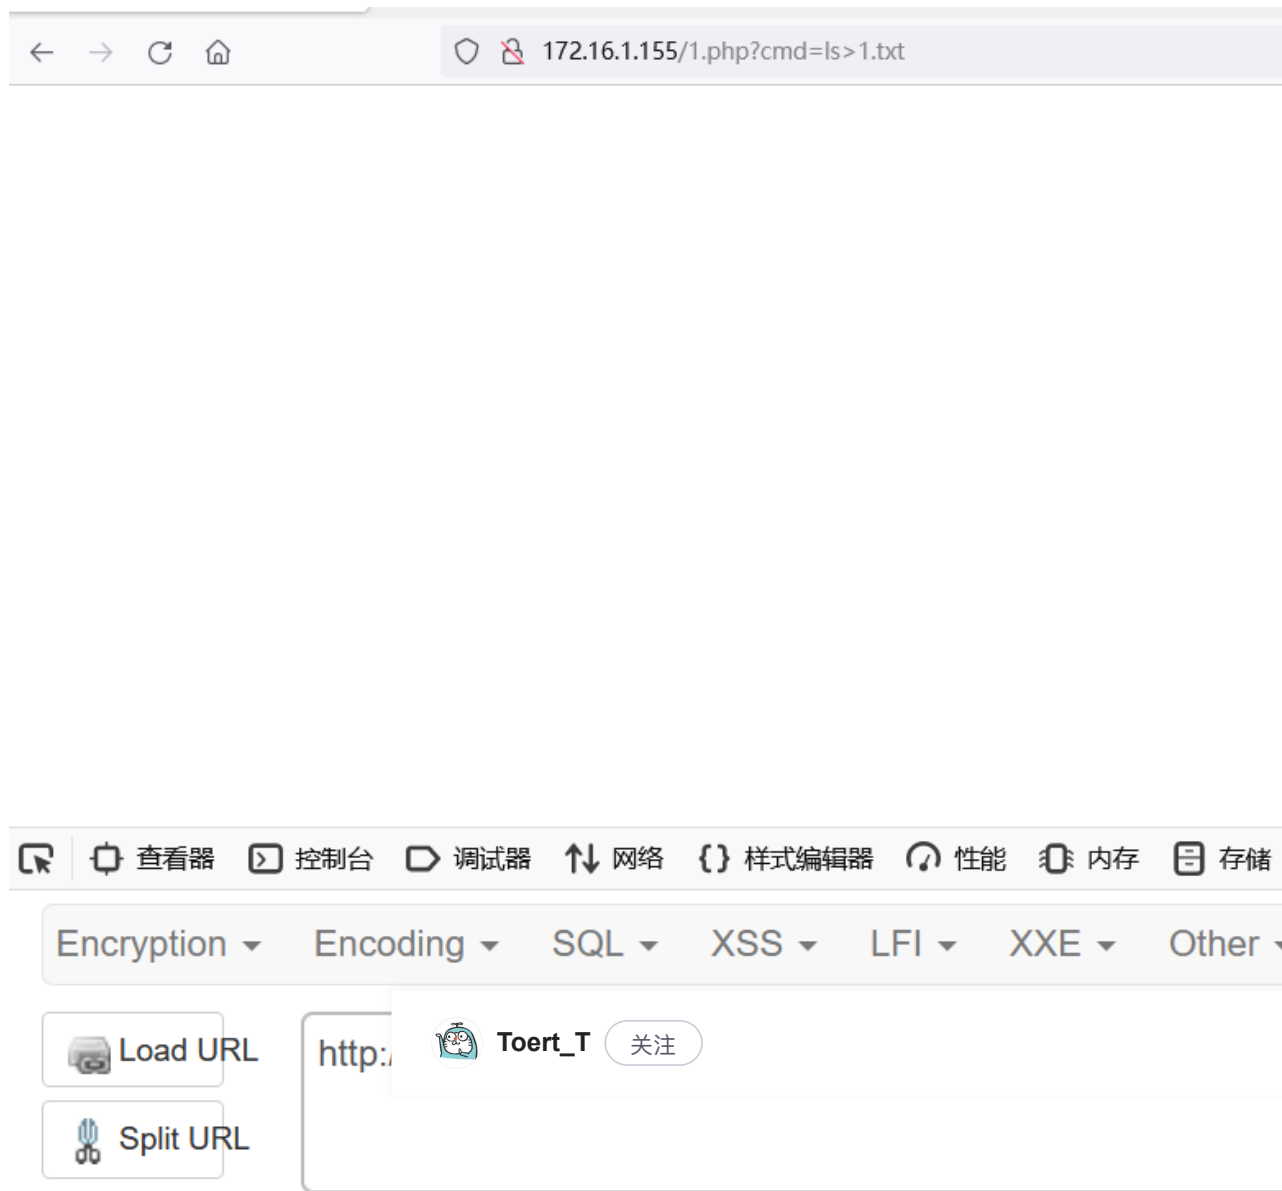 172.16.1.155/1.php?cmd=ls>1.txt
查看器 控制台 调试器 网络 样式编辑器 性能 内存 存储
Encryption Encoding SQL XSS LFI XXE Other
Load URL http:/ Toert_T 关注
Split URL